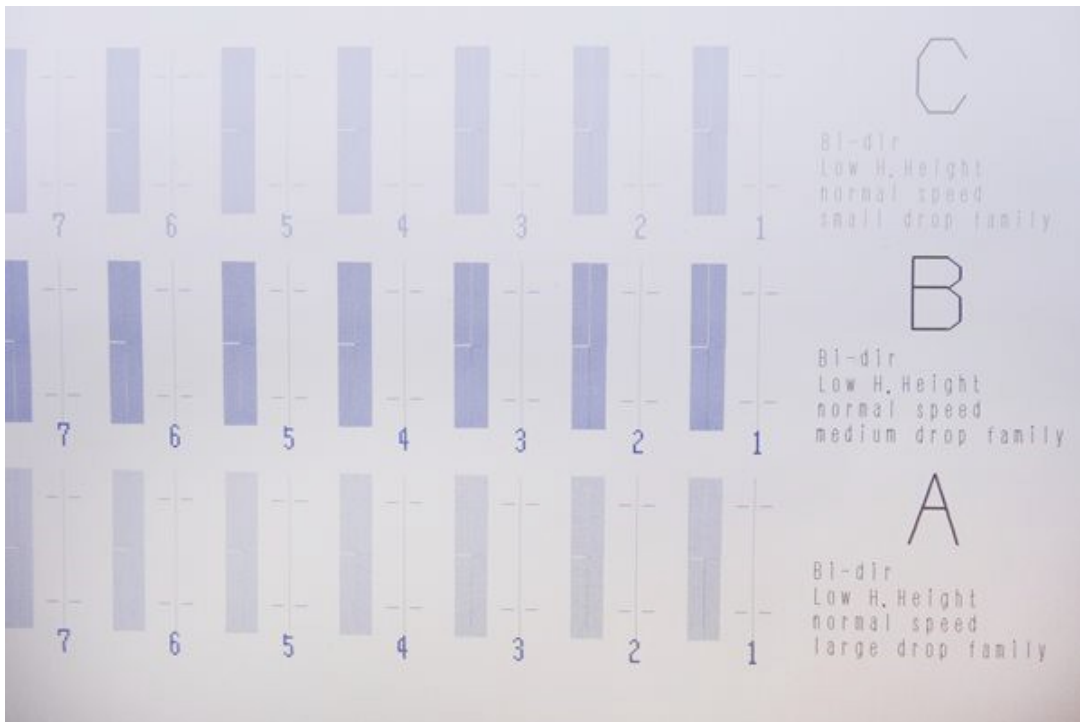 C
Bi-dir
Low H.Height
normal speed
small drop family
7 6 5 4 3 2 1
B
Bi-dir
Low H.Height
normal speed
medium drop family
7 6 5 4 3 2 1
A
Bi-dir
Low H.Height
normal speed
large drop family
7 6 5 4 3 2 1